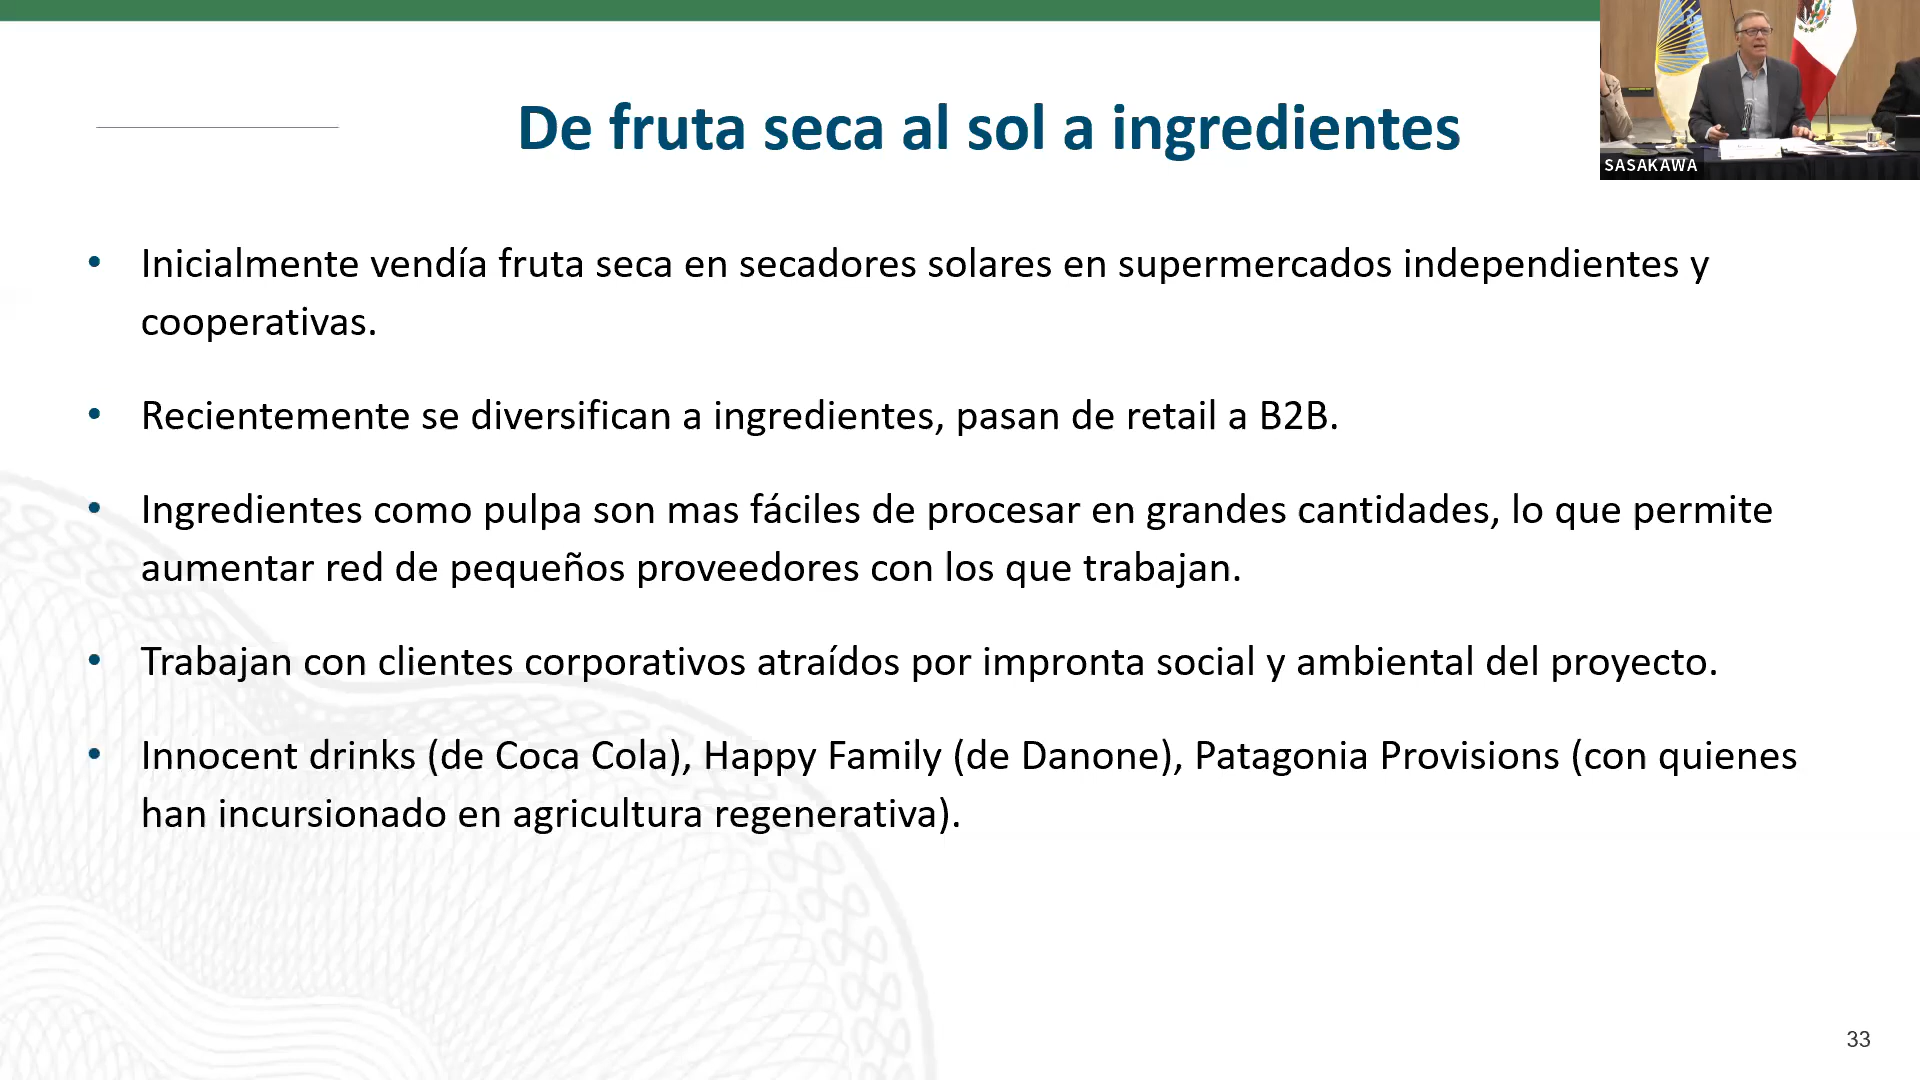 De fruta seca al sol a ingredientes
SASAKAWA
• Inicialmente vendía fruta seca en secadores solares en supermercados independientes y
cooperativas.
• Recientemente se diversifican a ingredientes, pasan de retail a B2B.
• Ingredientes como pulpa son mas fáciles de procesar en grandes cantidades, lo que permite
aumentar red de pequeños proveedores con los que trabajan.
• Trabajan con clientes corporativos atraídos por impronta social y ambiental del proyecto.
• Innocent drinks (de Coca Cola), Happy Family (de Danone), Patagonia Provisions (con quienes
han incursionado en agricultura regenerativa).
33